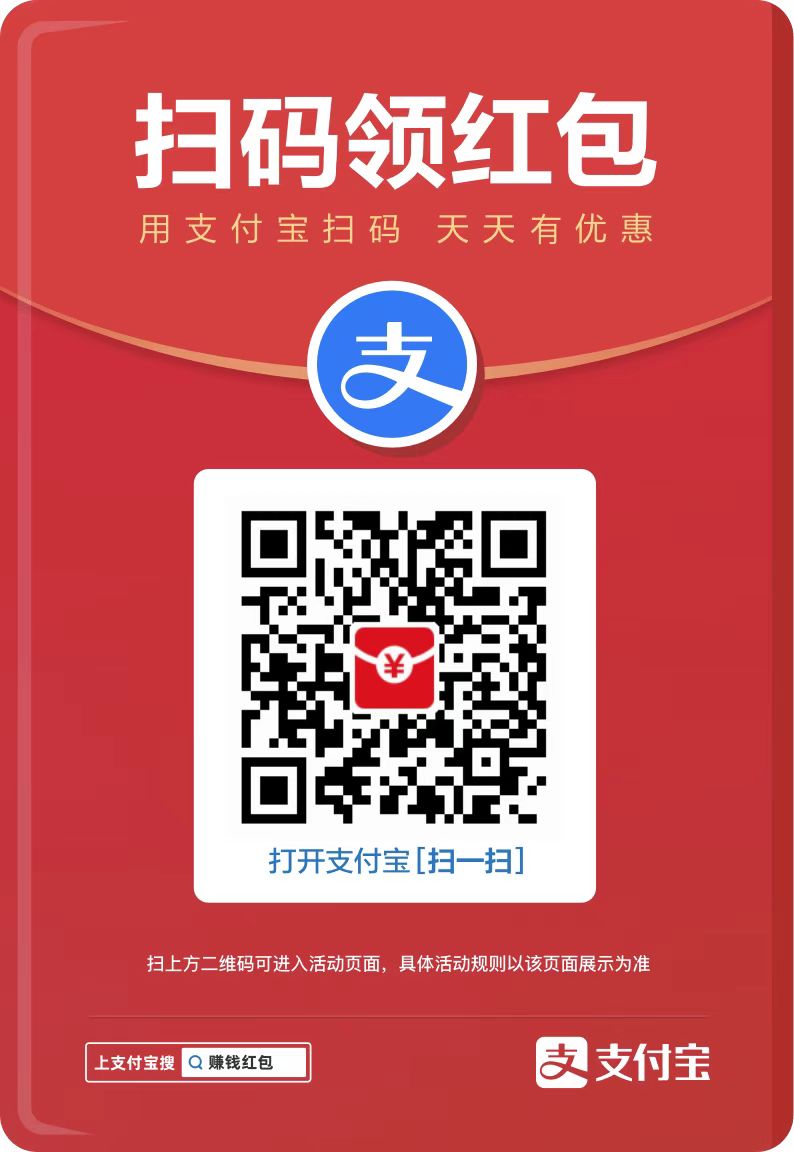 扫码领红包
用支付宝扫码 天天有优惠
支
¥
打开支付宝[扫一扫]
扫上方二维码可进入活动页面，具体活动规则以该页面展示为准
上支付宝搜 赚钱红包
支 支付宝